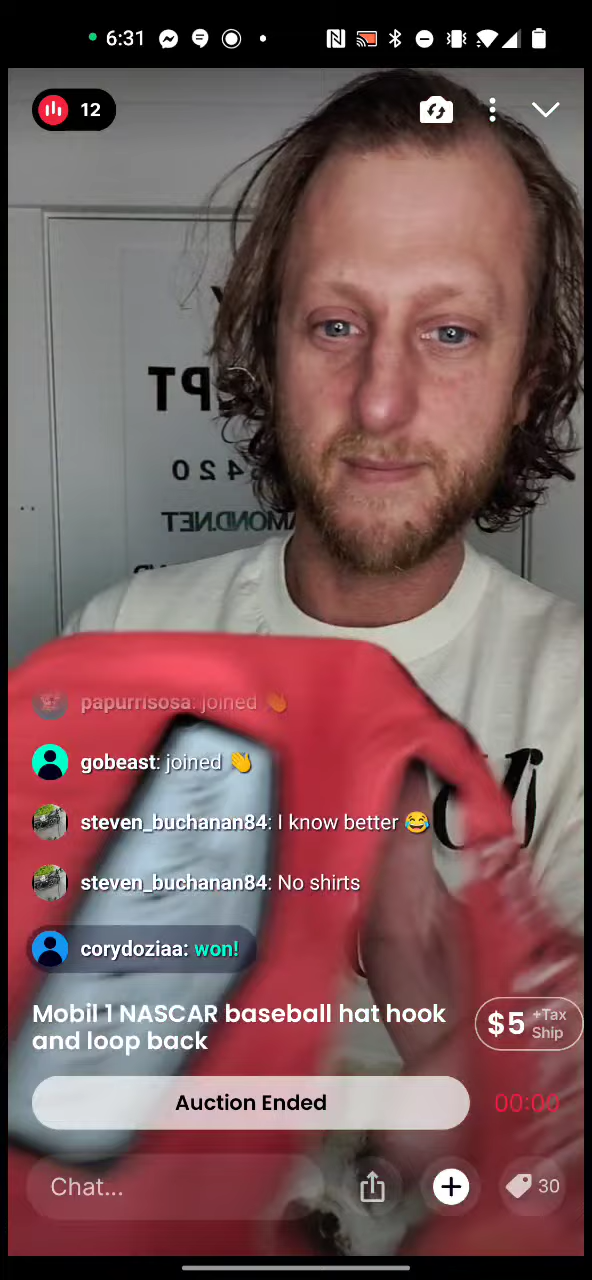 6:31
12
PT
420
MOND.NET
papurrisosa: joined 👋
gobeast: joined 👋
steven_buchanan84: I know better 😂
steven_buchanan84: No shirts
corydoziaa: won!
Mobil 1 NASCAR baseball hat hook
and loop back
$5 +Tax
Ship
Auction Ended
00:00
Chat...
30